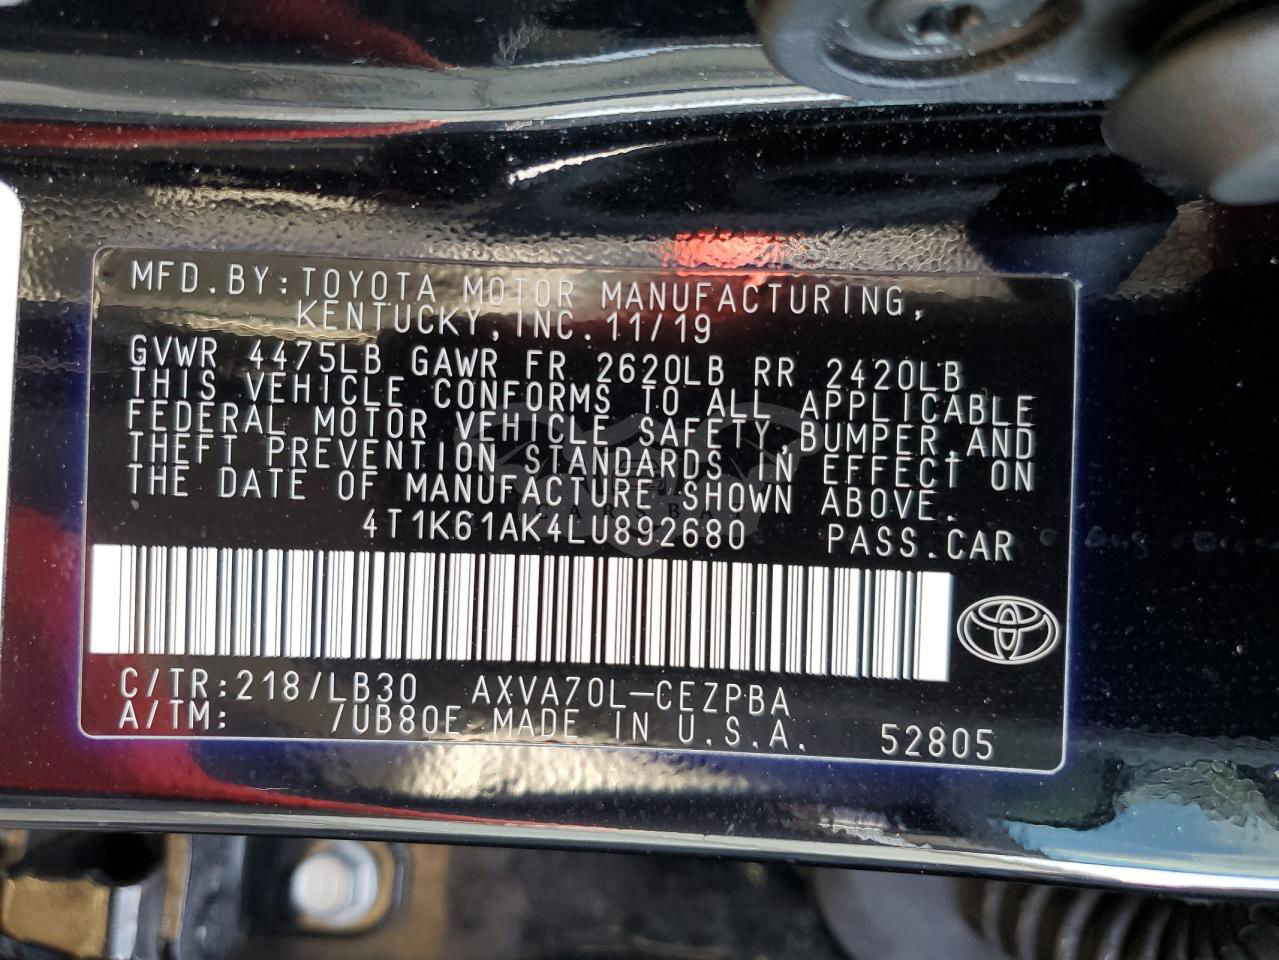 MFD.BY:TOYOTA MOTOR MANUFACTURING,
KENTUCKY,INC.11/19
GVWR 4475LB GAWR FR 2620LB RR 2420LB
THIS VEHICLE CONFORMS TO ALL APPLICABLE
FEDERAL MOTOR VEHICLE SAFETY,BUMPER,AND
THEFT PREVENTION STANDARDS IN EFFECT ON
THE DATE OF MANUFACTURE SHOWN ABOVE.
4T1K61AK4LU892680 PASS.CAR
C/TR:218/LB30 AXVA70L-CEZPBA
A/TM: /UB80E MADE IN U.S.A. 52805